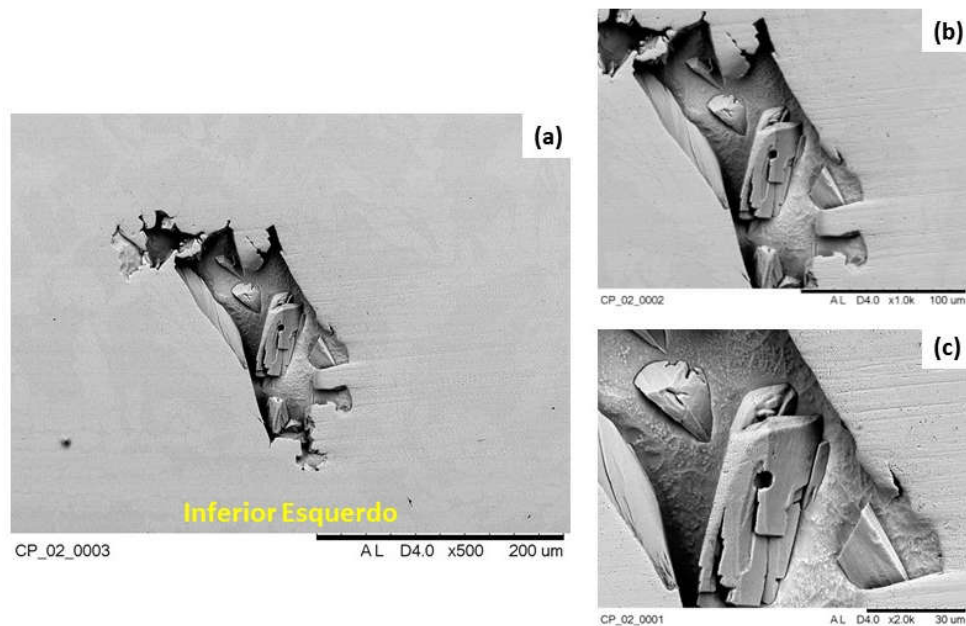 (a)
Inferior Esquerdo
CP_02_0003 AL D4.0 x500 200 um
(b)
CP_02_0002 AL D4.0 x1.0k 100 um
(c)
CP_02_0001 AL D4.0 x2.0k 30 um